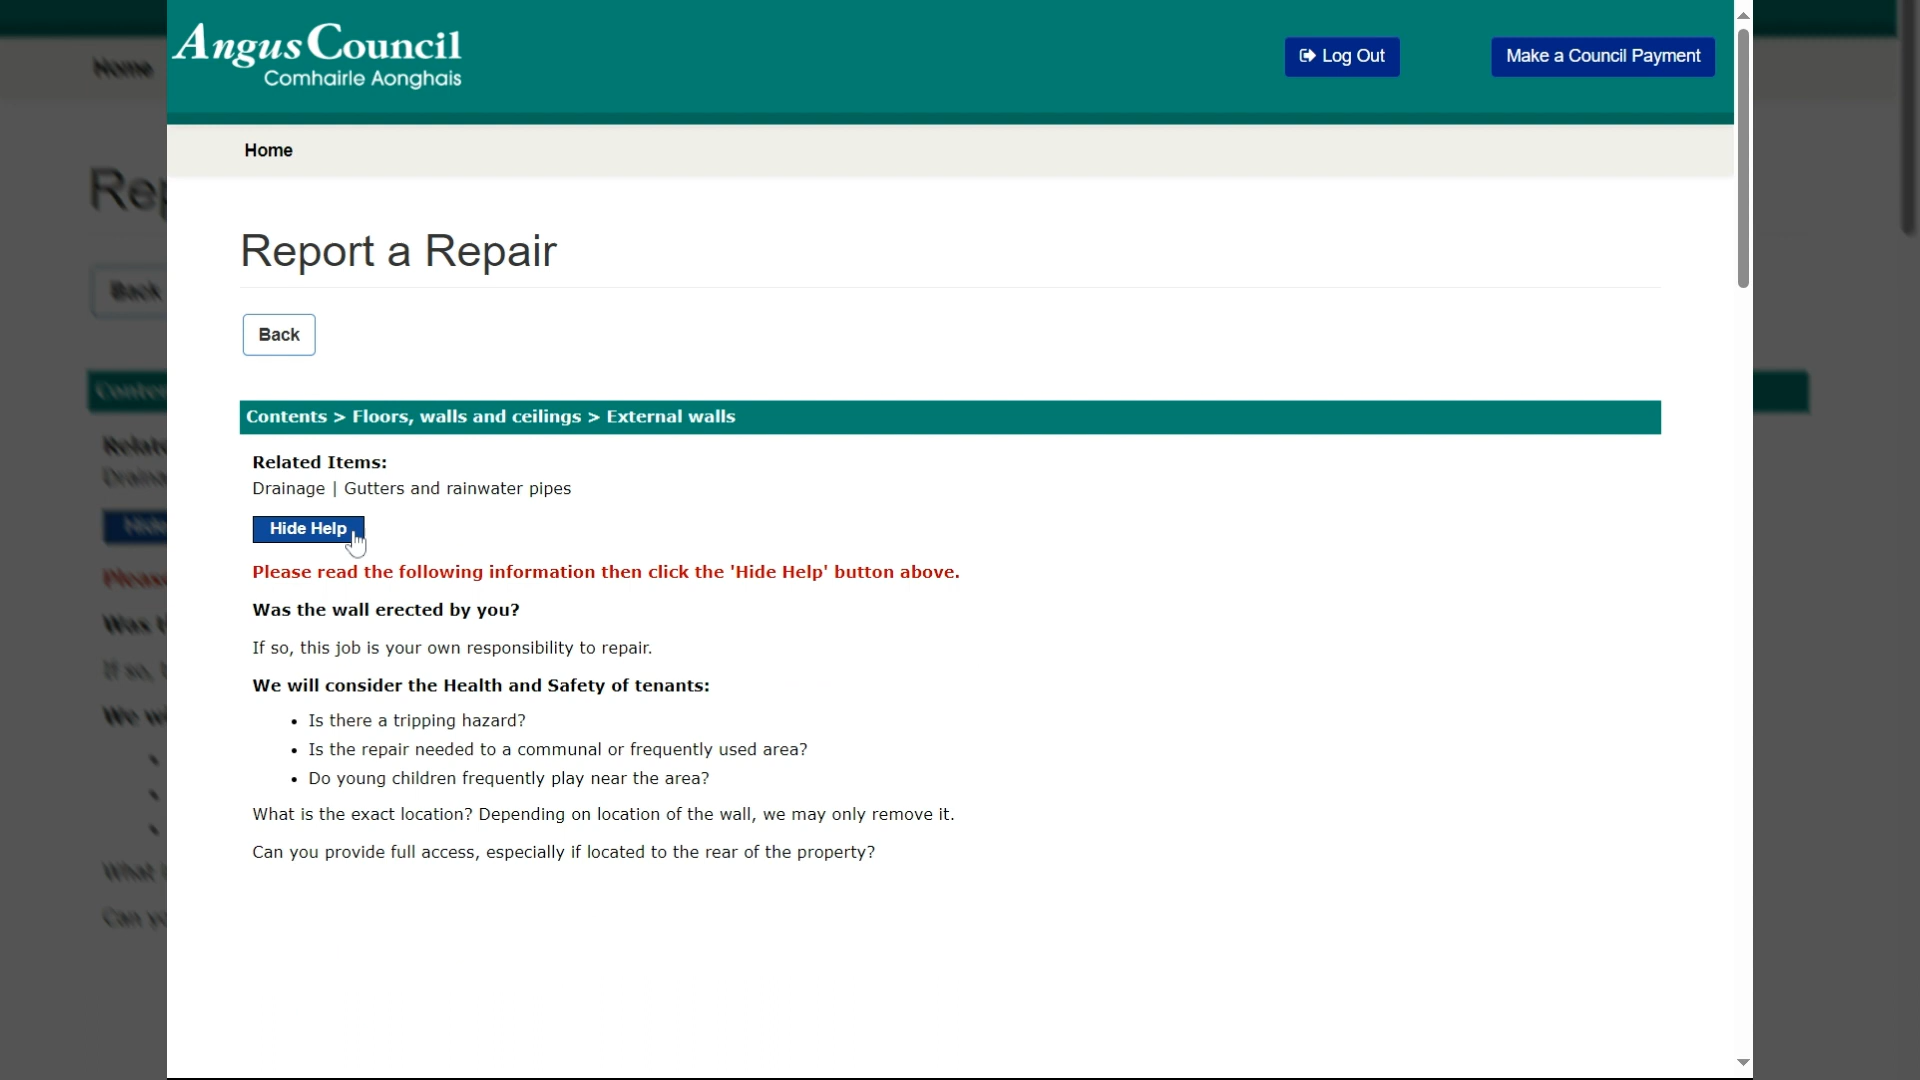 Angus Council
Comhairle Aonghais
Log Out
Make a Council Payment
Home
Report a Repair
Back
Contents > Floors, walls and ceilings > External walls
Related Items:
Drainage | Gutters and rainwater pipes
Hide Help
Please read the following information then click the 'Hide Help' button above.
Was the wall erected by you?
If so, this job is your own responsibility to repair.
We will consider the Health and Safety of tenants:
• Is there a tripping hazard?
• Is the repair needed to a communal or frequently used area?
• Do young children frequently play near the area?
What is the exact location? Depending on location of the wall, we may only remove it.
Can you provide full access, especially if located to the rear of the property?